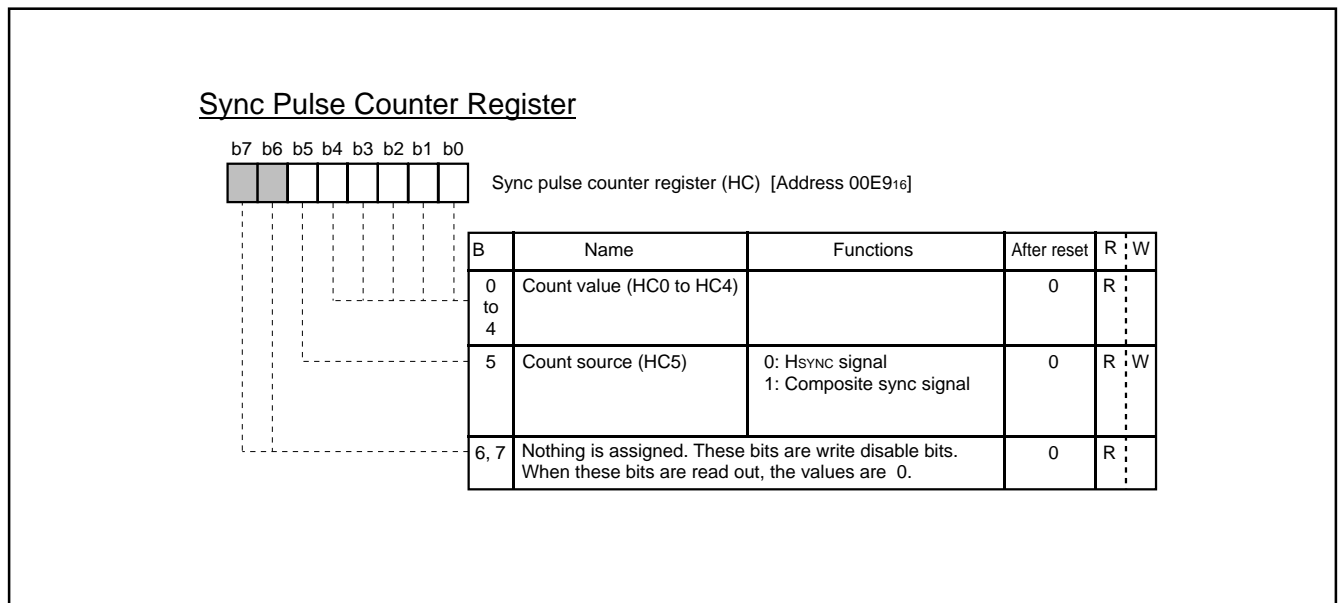 Sync Pulse Counter Register
b7 b6 b5 b4 b3 b2 b1 b0
Sync pulse counter register (HC) [Address 00E916]
B Name Functions After reset R W
0 to 4 Count value (HC0 to HC4) 0 R
5 Count source (HC5) 0: HSYNC signal 0 R W
1: Composite sync signal
6, 7 Nothing is assigned. These bits are write disable bits. 0 R
When these bits are read out, the values are 0.